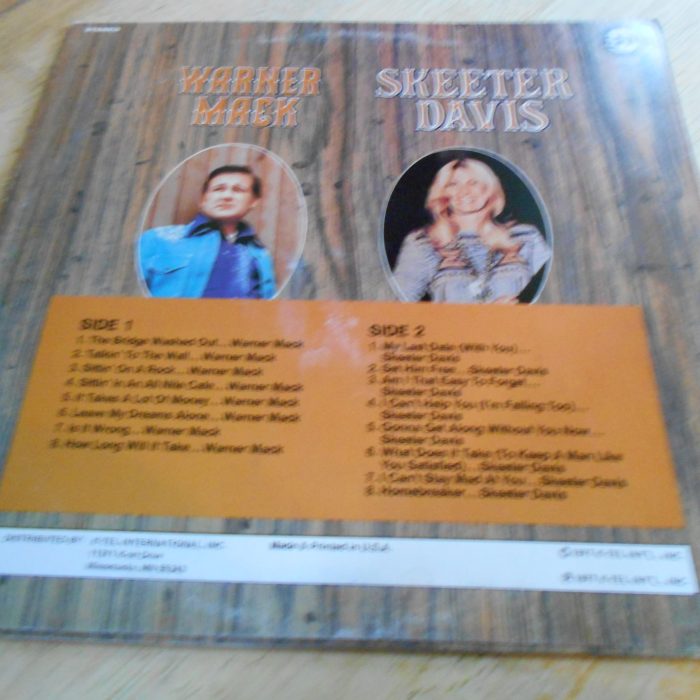 STEREO
WARNER
MACK
SKEETER
DAVIS
SIDE 1
1. The Bridge Washed Out...Warner Mack
2. Talkin' To The Wall...Warner Mack
3. Sittin' On A Rock...Warner Mack
4. Sittin' In An All Nite Cafe...Warner Mack
5. It Takes A Lot Of Money...Warner Mack
6. Leave My Dreams Alone...Warner Mack
7. Is It Wrong...Warner Mack
8. How Long Will It Take...Warner Mack
SIDE 2
1. My Last Date (With You)...
Skeeter Davis
2. Set Him Free...Skeeter Davis
3. Am I That Easy To Forget...
Skeeter Davis
4. I Can't Help You (I'm Falling Too)...
Skeeter Davis
5. Gonna Get Along Without You Now...
Skeeter Davis
6. What Does It Take (To Keep A Man Like
You Satisfied)...Skeeter Davis
7. I Can't Stay Mad At You...Skeeter Davis
8. Homebreaker...Skeeter Davis
DISTRIBUTED BY
INTERNATIONAL, INC.
Made & Printed in U.S.A.